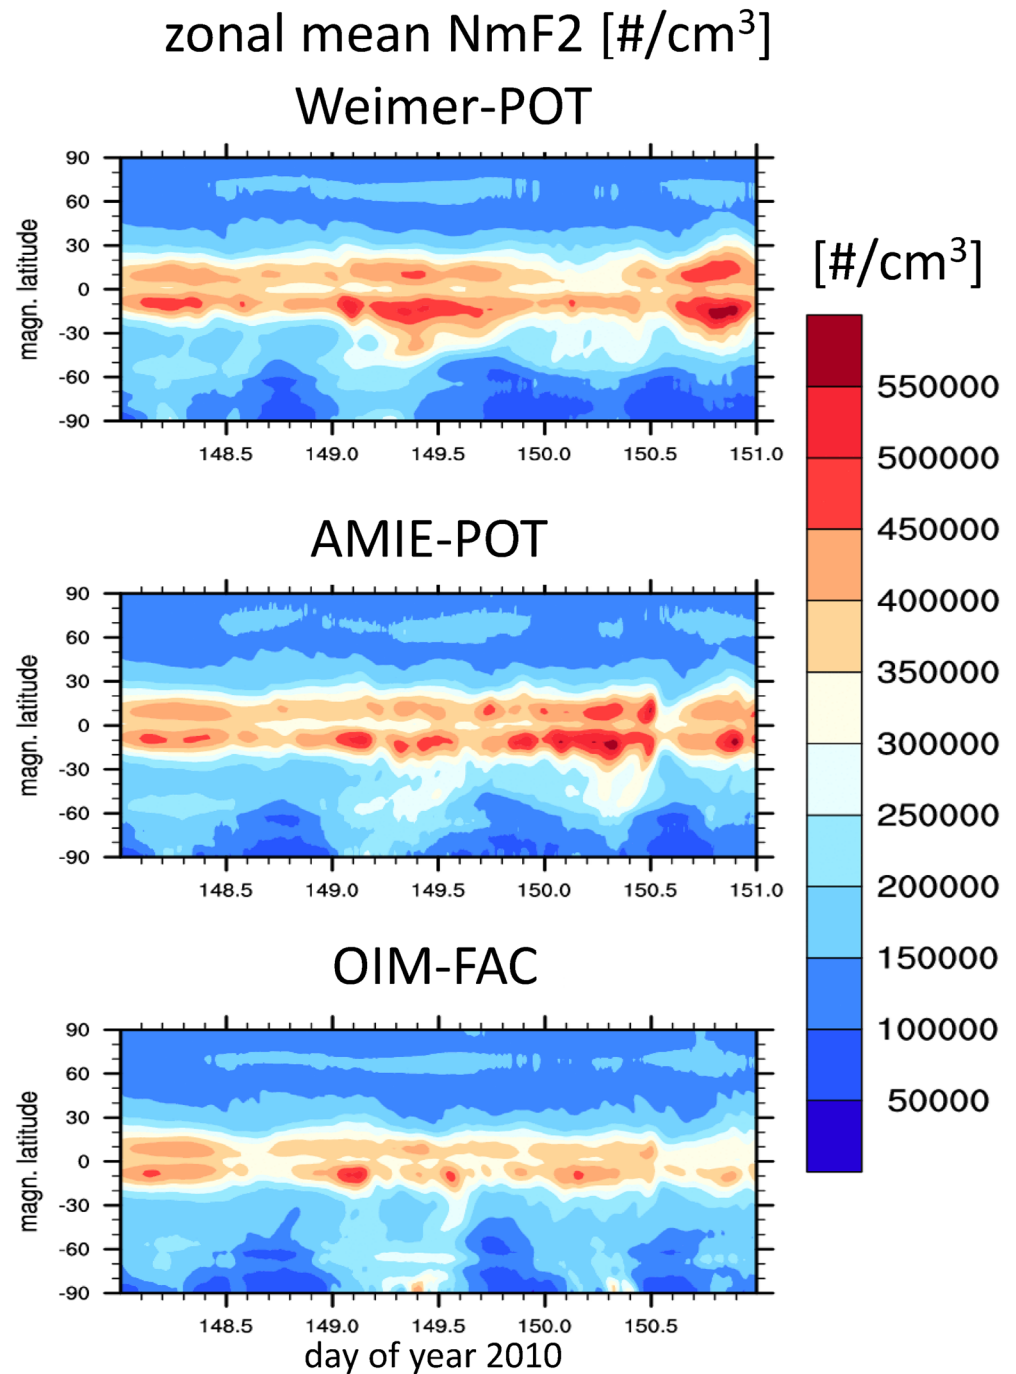 zonal mean NmF2 [#/cm³]
Weimer-POT
90
60
30
0
-30
-60
-90
magn. latitude
148.5 149.0 149.5 150.0 150.5 151.0
AMIE-POT
90
60
30
0
-30
-60
-90
magn. latitude
148.5 149.0 149.5 150.0 150.5 151.0
OIM-FAC
90
60
30
0
-30
-60
-90
magn. latitude
148.5 149.0 149.5 150.0 150.5
day of year 2010
[#/cm³]
550000
500000
450000
400000
350000
300000
250000
200000
150000
100000
50000